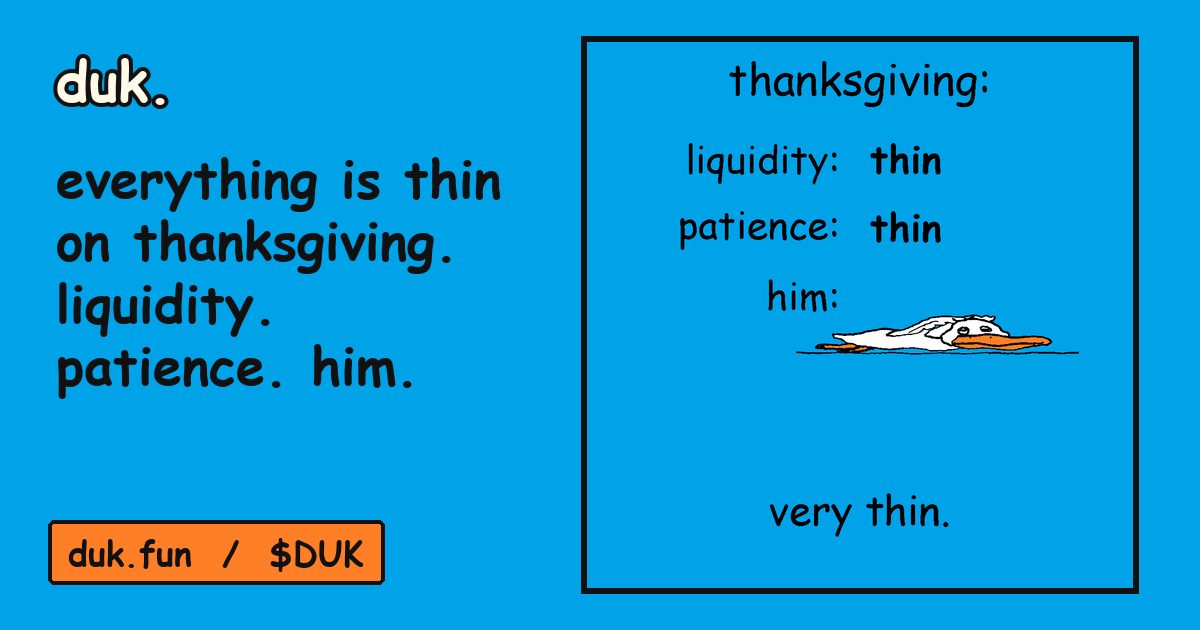 duk.
everything is thin
on thanksgiving.
liquidity.
patience. him.
duk.fun / $DUK
thanksgiving:
liquidity: thin
patience: thin
him:
very thin.